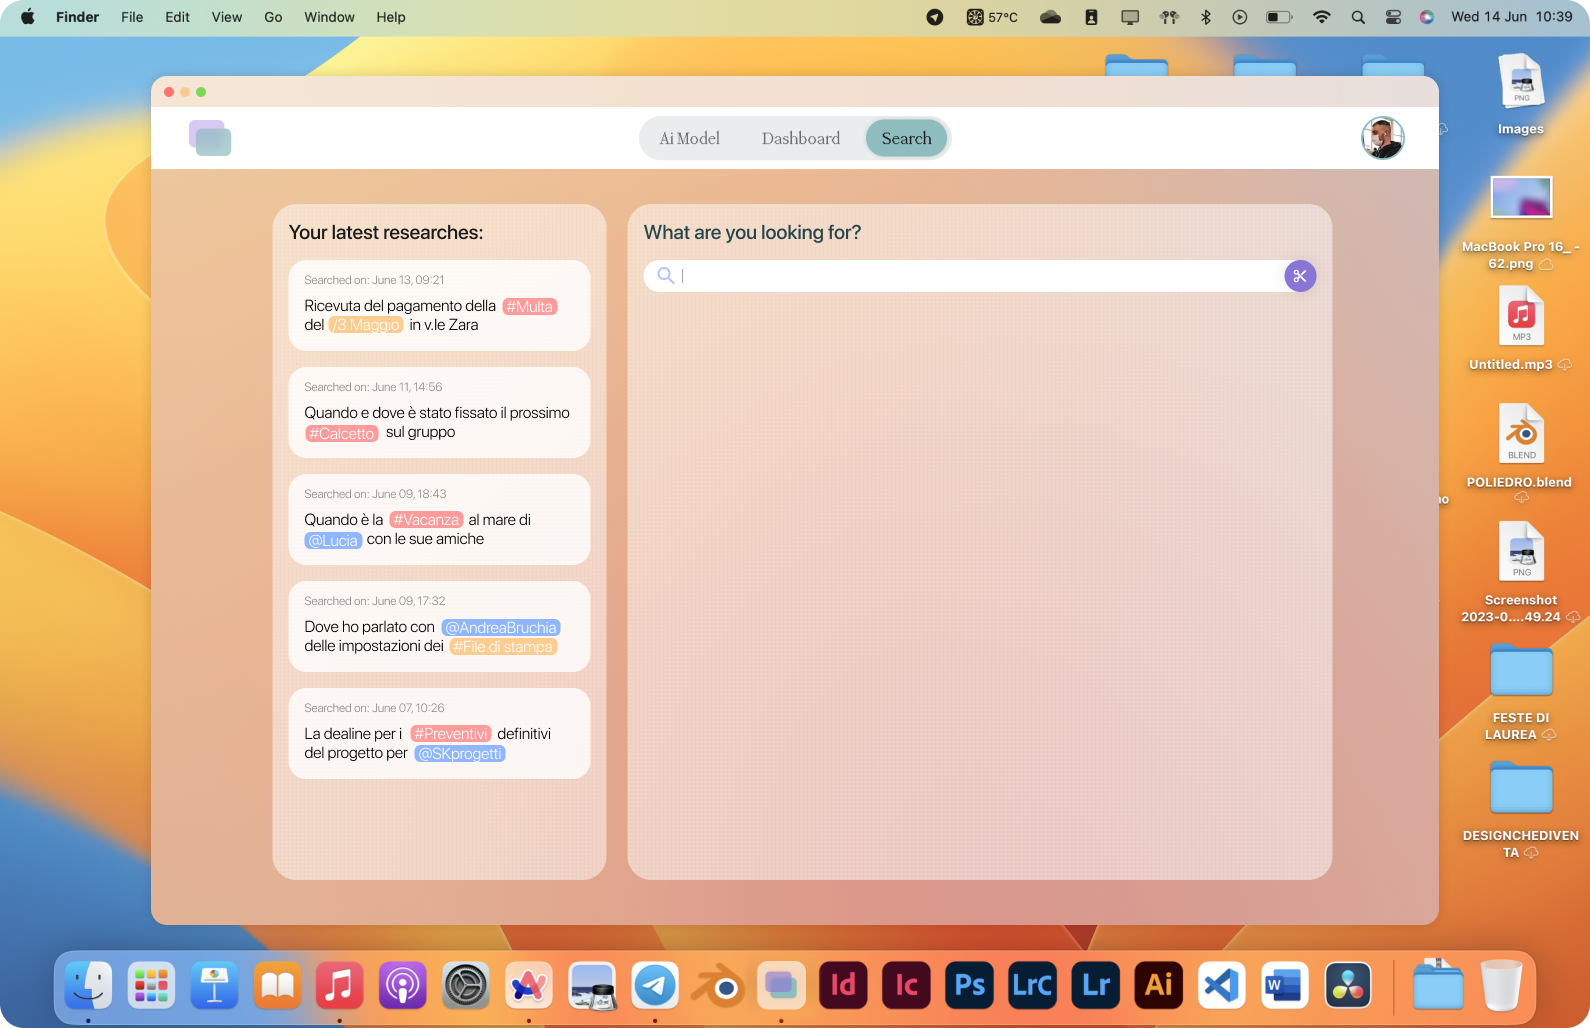 Finder File Edit View Go Window Help
57°C
Wed 14 Jun 10:39
Ai Model
Dashboard
Search
Your latest researches:
Searched on: June 13, 09:21
Ricevuta del pagamento della #Multa
del /3 Maggio in v.le Zara
Searched on: June 11, 14:56
Quando e dove è stato fissato il prossimo
#Calcetto sul gruppo
Searched on: June 09, 18:43
Quando è la #Vacanza al mare di
@Lucia con le sue amiche
Searched on: June 09, 17:32
Dove ho parlato con @AndreaBruchia
delle impostazioni dei #File di stampa
Searched on: June 07, 10:26
La dealine per i #Preventivi definitivi
del progetto per @SKprogetti
What are you looking for?
PNG
Images
MacBook Pro 16_ -
62.png
MP3
Untitled.mp3
BLEND
POLIEDRO.blend
PNG
Screenshot
2023-0....49.24
FESTE DI
LAUREA
DESIGNCHEDIVEN
TA
Id
Ic
Ps
LrC
Lr
Ai
W